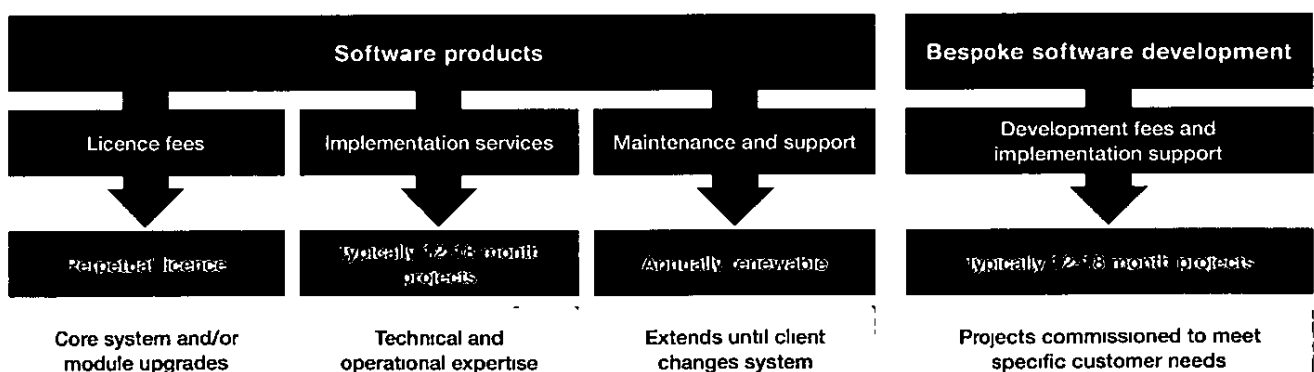 Software products
Bespoke software development
Licence fees
Implementation services
Maintenance and support
Development fees and
implementation support
Perpetual licence
Typically 12-18 month
projects
Annually renewable
Typically 12-18 month projects
Core system and/or
module upgrades
Technical and
operational expertise
Extends until client
changes system
Projects commissioned to meet
specific customer needs